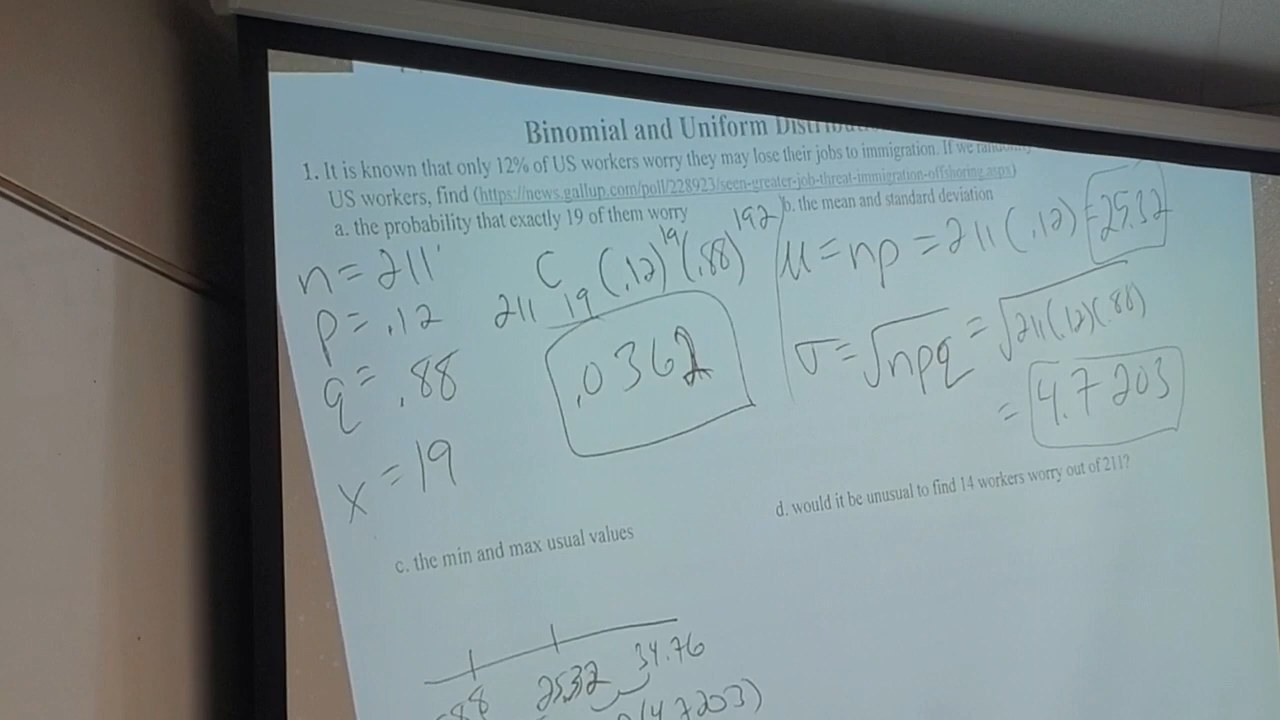 Binomial and Uniform
1. It is known that only 12% of US workers worry they may lose their jobs to immigration. If we
US workers, find (https://news.gallup.com/poll/228923/seen-greater-job-threat-immigration-offshoring.aspx)
a. the probability that exactly 19 of them worry
n = 211
p = .12
q = .88
x = 19
211 C 19 (.12)^19 (.88)^192
.0362
b. the mean and standard deviation
μ = np = 211(.12) = 25.32
σ = √npq = √211(.12)(.88)
= 4.7203
c. the min and max usual values
25.32 34.76
(4.7203)
d. would it be unusual to find 14 workers worry out of 211?